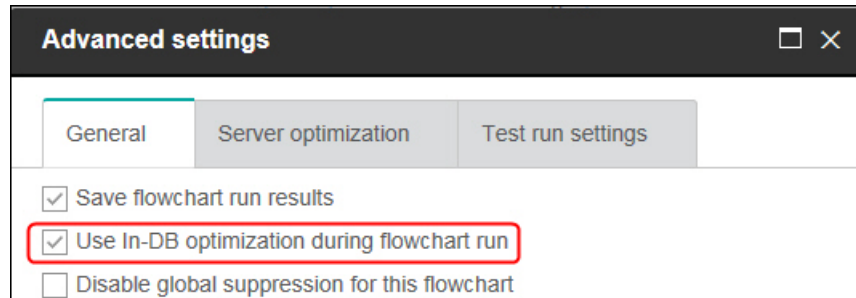 Advanced settings
General Server optimization Test run settings
Save flowchart run results
Use In-DB optimization during flowchart run
Disable global suppression for this flowchart